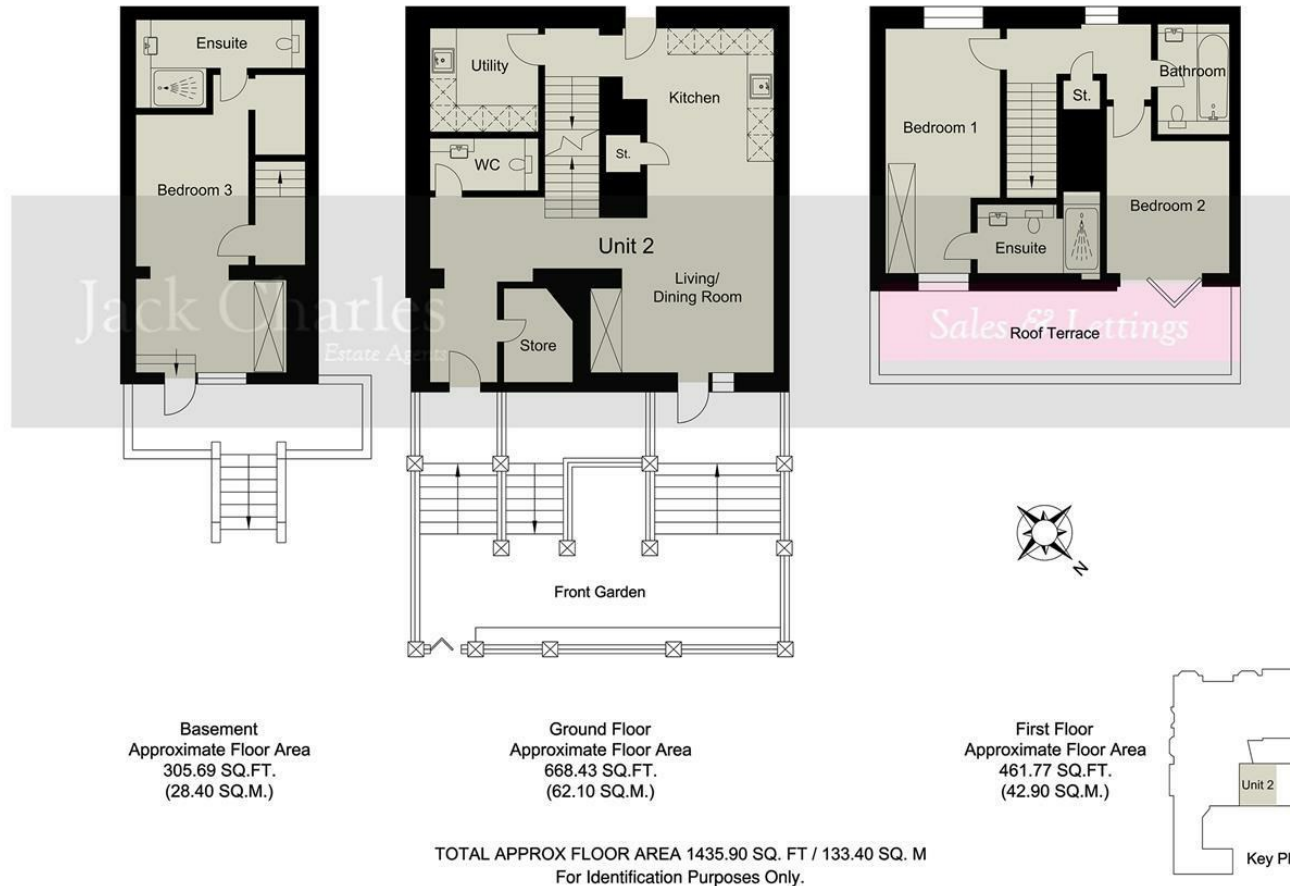 Ensuite
Bedroom 3
Utility
WC
Kitchen
St.
Unit 2
Living/
Dining Room
Store
Front Garden
Bedroom 1
St.
Bathroom
Bedroom 2
Ensuite
Roof Terrace
Jack Charles
Estate Agents
Sales & Lettings
N
Basement
Approximate Floor Area
305.69 SQ.FT.
(28.40 SQ.M.)
Ground Floor
Approximate Floor Area
668.43 SQ.FT.
(62.10 SQ.M.)
First Floor
Approximate Floor Area
461.77 SQ.FT.
(42.90 SQ.M.)
Unit 2
Key Pl
TOTAL APPROX FLOOR AREA 1435.90 SQ. FT / 133.40 SQ. M
For Identification Purposes Only.